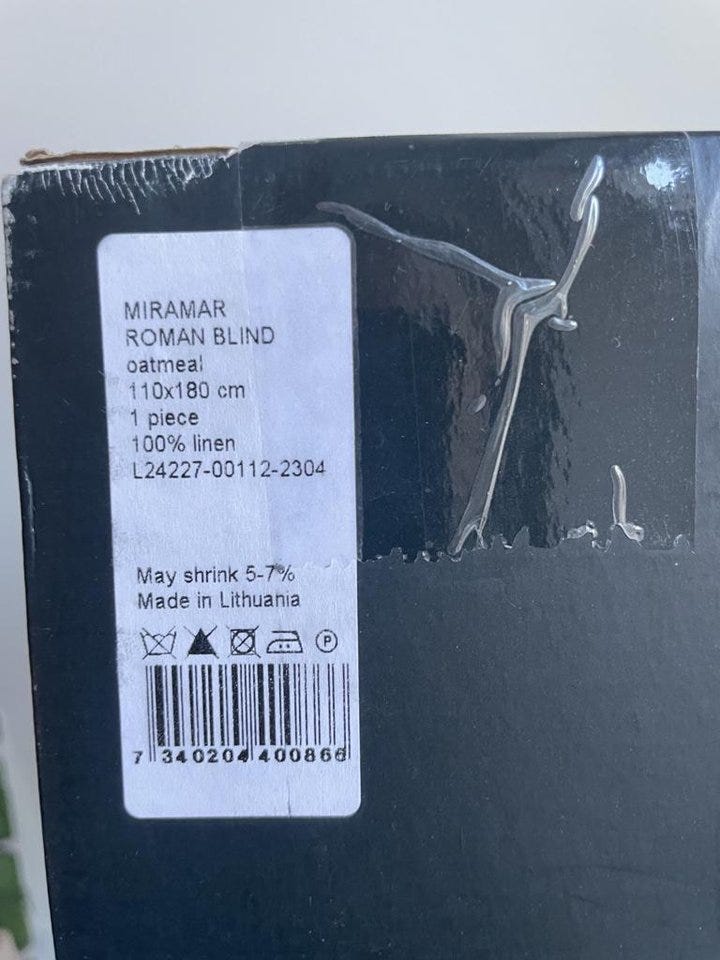 MIRAMAR
ROMAN BLIND
oatmeal
110x180 cm
1 piece
100% linen
L24227-00112-2304
May shrink 5-7%
Made in Lithuania
P
7 340204 400866